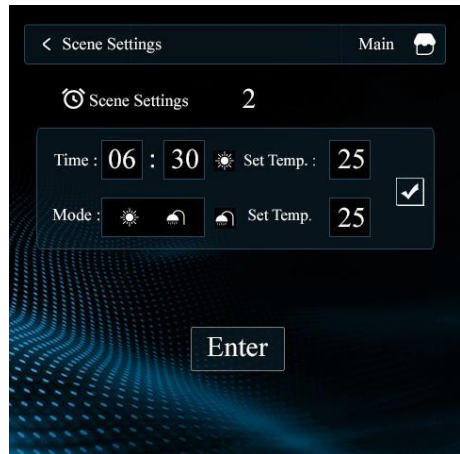 < Scene Settings Main
Scene Settings 2
Time : 06 : 30 Set Temp. : 25
Mode : Set Temp. 25
Enter